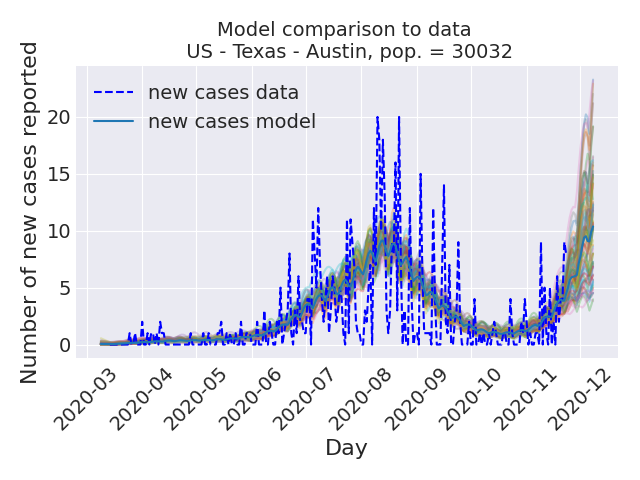 Model comparison to data
US - Texas - Austin, pop. = 30032
Number of new cases reported
20
15
10
5
0
new cases data
new cases model
2020-03
2020-04
2020-05
2020-06
2020-07
2020-08
2020-09
2020-10
2020-11
2020-12
Day